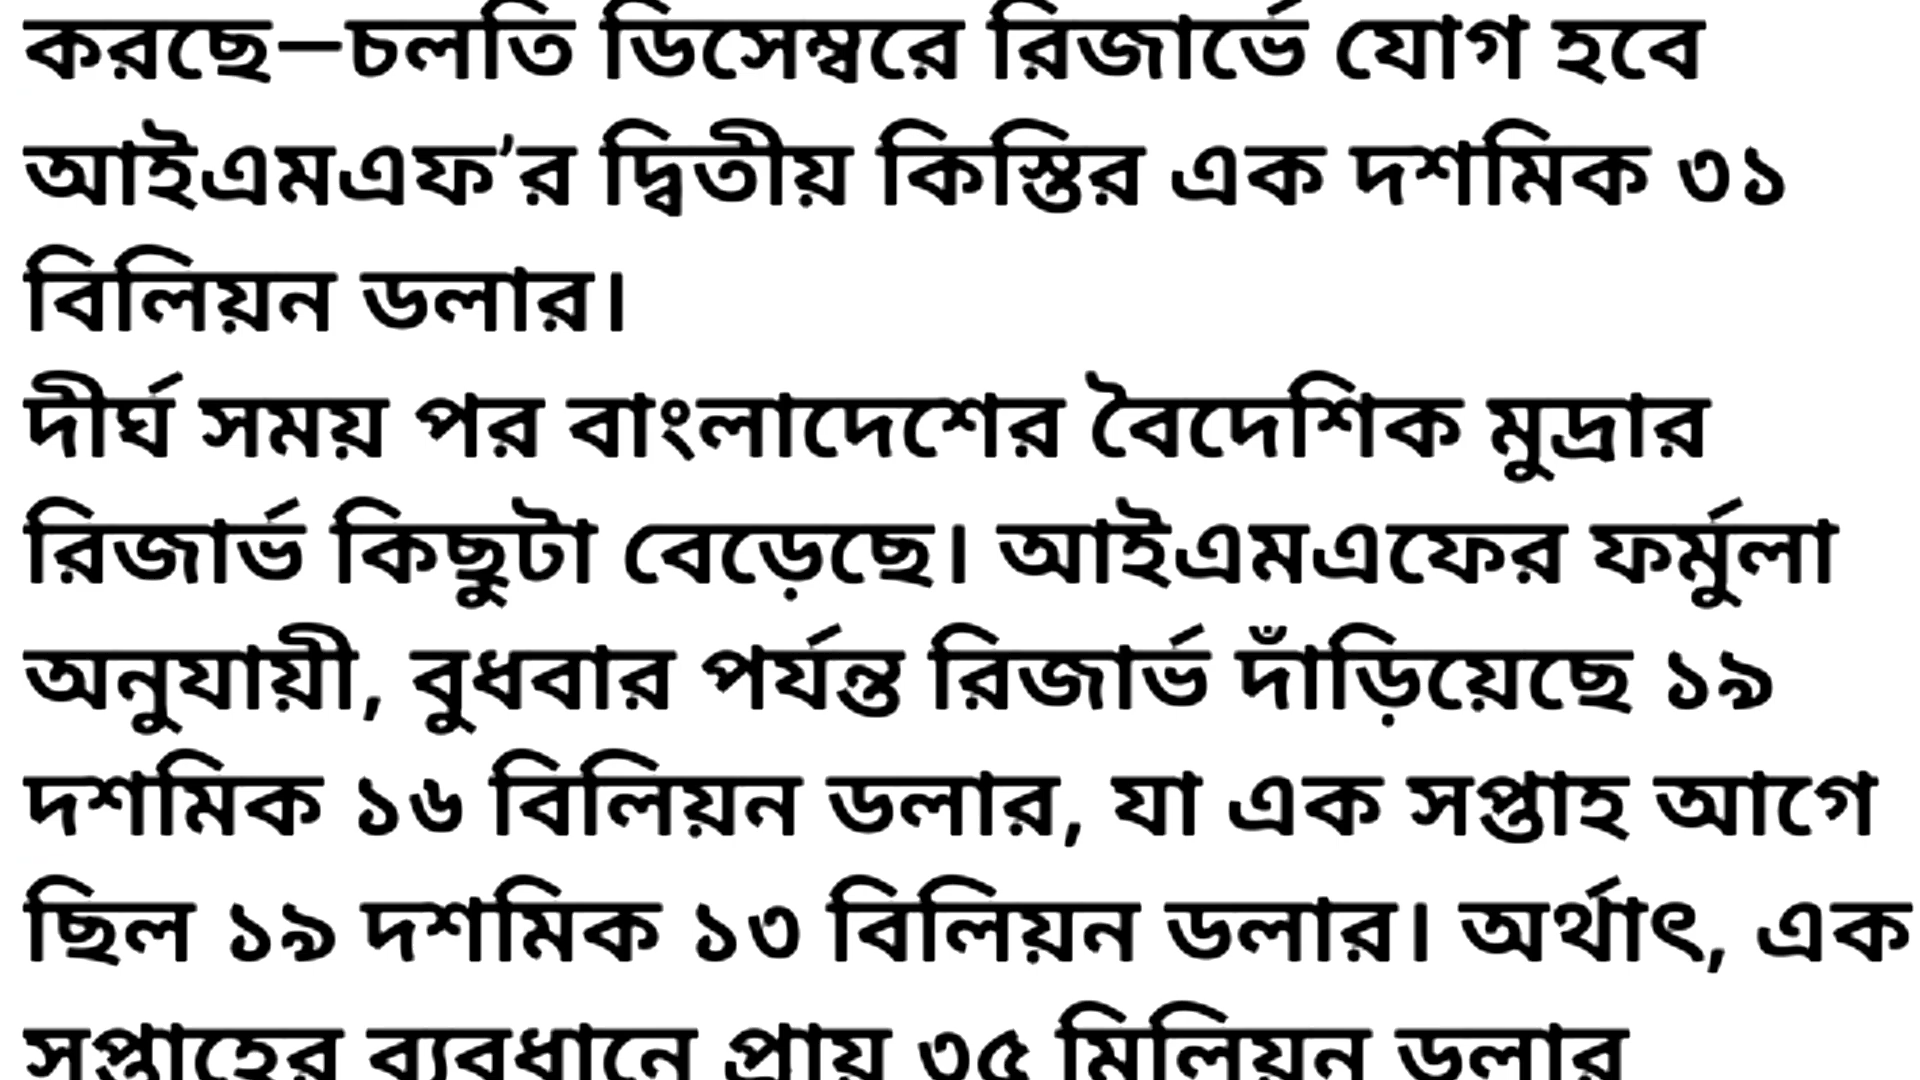 করছে—চলতি ডিসেম্বরে রিজার্ভে যোগ হবে
আইএমএফ’র দ্বিতীয় কিস্তির এক দশমিক ৩১
বিলিয়ন ডলার।
দীর্ঘ সময় পর বাংলাদেশের বৈদেশিক মুদ্রার
রিজার্ভ কিছুটা বেড়েছে। আইএমএফের ফর্মুলা
অনুযায়ী, বুধবার পর্যন্ত রিজার্ভ দাঁড়িয়েছে ১৯
দশমিক ১৬ বিলিয়ন ডলার, যা এক সপ্তাহ আগে
ছিল ১৯ দশমিক ১৩ বিলিয়ন ডলার। অর্থাৎ, এক
সপ্তাহের ব্যবধানে প্রায় ৩৫ মিলিয়ন ডলার